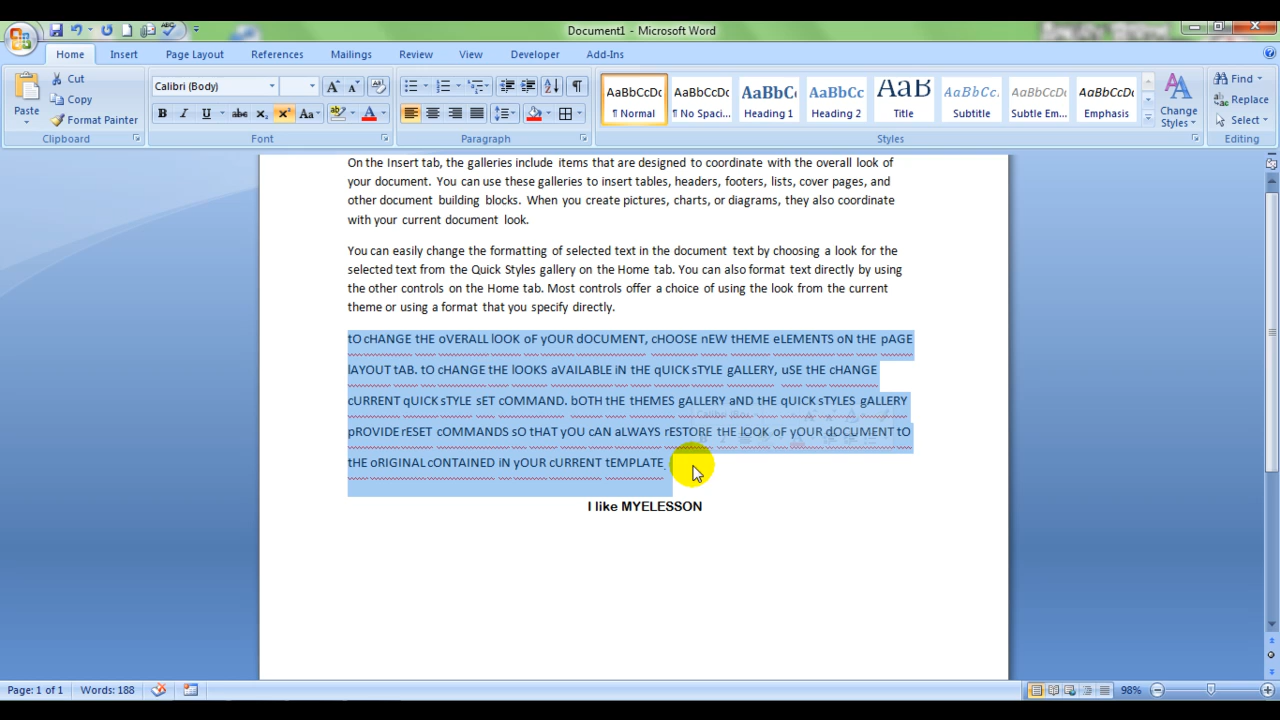 Document1 - Microsoft Word
Home Insert Page Layout References Mailings Review View Developer Add-Ins
Paste
Cut
Copy
Format Painter
Clipboard
Calibri (Body)
B I U abc x₂ x² Aa
Font
Paragraph
AaBbCcDc AaBbCcDc AaBbCc AaBbCc AaB AaBbCc. AaBbCcDc AaBbCcDc
¶ Normal ¶ No Spaci... Heading 1 Heading 2 Title Subtitle Subtle Em... Emphasis
Styles
Change Styles
Find
Replace
Select
Editing
On the Insert tab, the galleries include items that are designed to coordinate with the overall look of
your document. You can use these galleries to insert tables, headers, footers, lists, cover pages, and
other document building blocks. When you create pictures, charts, or diagrams, they also coordinate
with your current document look.
You can easily change the formatting of selected text in the document text by choosing a look for the
selected text from the Quick Styles gallery on the Home tab. You can also format text directly by using
the other controls on the Home tab. Most controls offer a choice of using the look from the current
theme or using a format that you specify directly.
tO cHANGE tHE oVERALL lOOK oF yOUR dOCUMENT, cHOOSE nEW tHEME eLEMENTS oN tHE pAGE
lAYOUT tAB. tO cHANGE tHE lOOKS aVAILABLE iN tHE qUICK sTYLE gALLERY, uSE tHE cHANGE
cURRENT qUICK sTYLE sET cOMMAND. bOTH tHE tHEMES gALLERY aND tHE qUICK sTYLES gALLERY
pROVIDE rESET cOMMANDS sO tHAT yOU cAN aLWAYS rESTORE tHE lOOK oF yOUR dOCUMENT tO
tHE oRIGINAL cONTAINED iN yOUR cURRENT tEMPLATE.
I like MYELESSON
Page: 1 of 1 Words: 188 98%